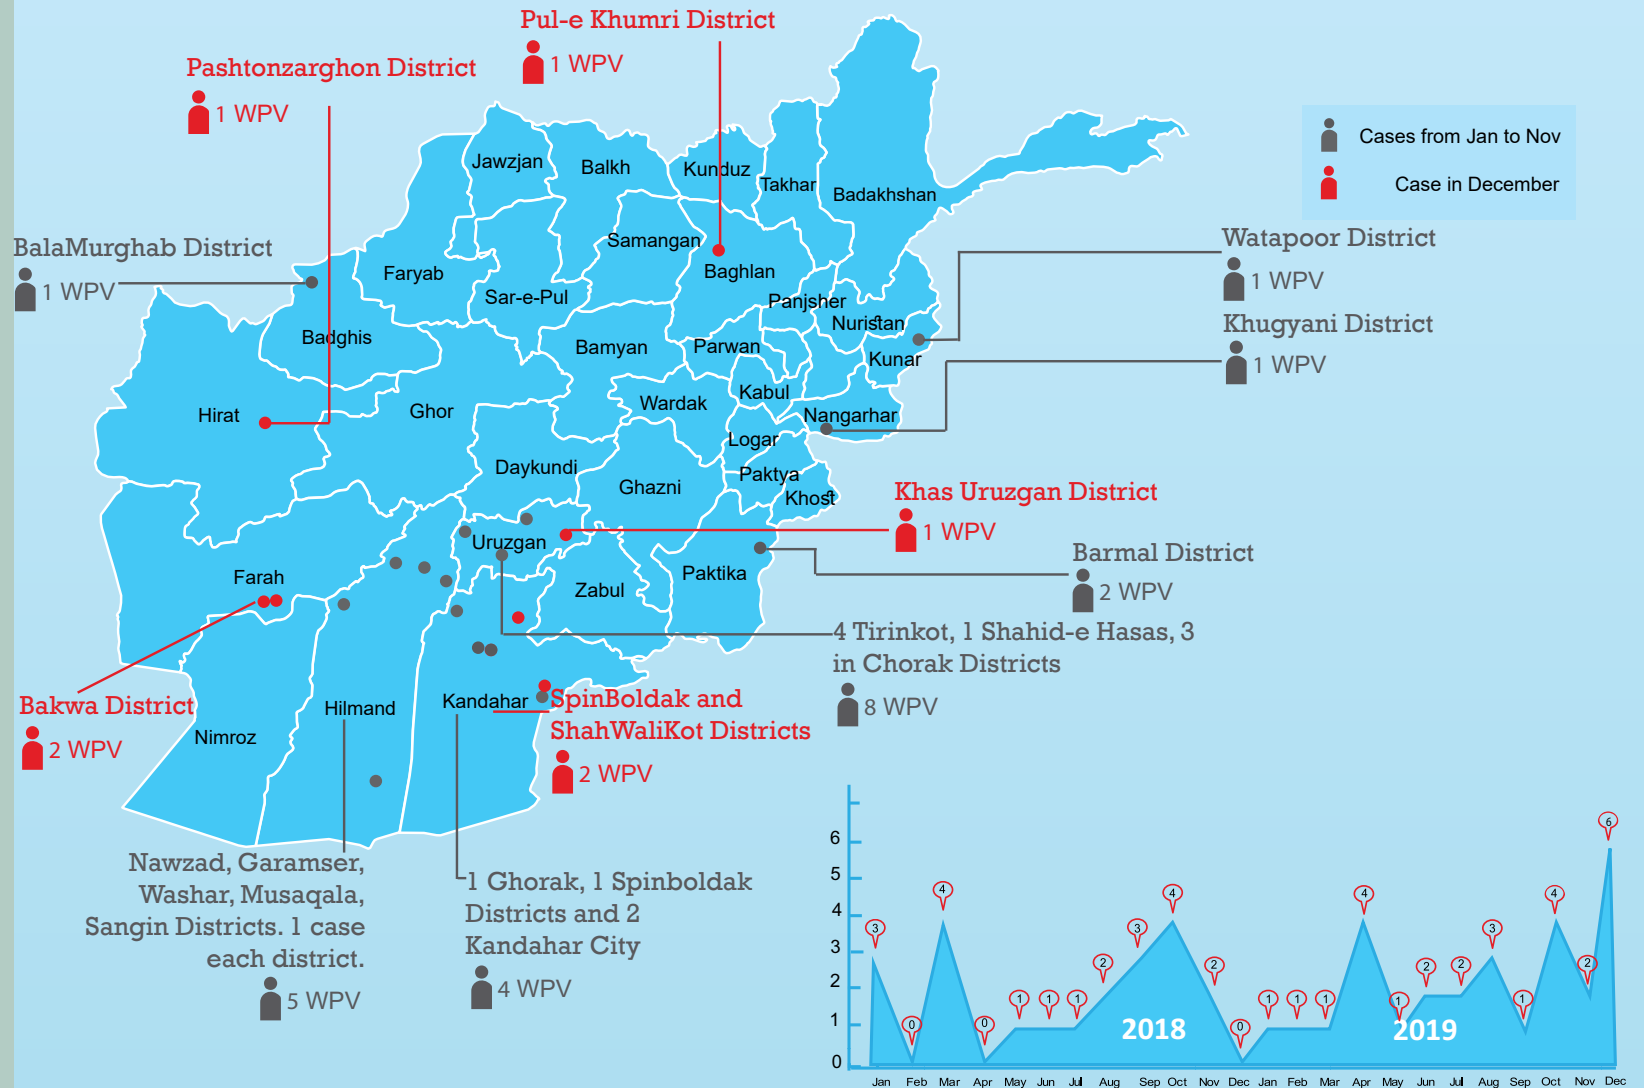 Pul-e Khumri District
1 WPV
Pashtonzarghon District
1 WPV
Cases from Jan to Nov
Case in December
BalaMurghab District
1 WPV
Watapoor District
1 WPV
Khugyani District
1 WPV
Jawzjan
Balkh
Kunduz
Takhar
Badakhshan
Samangan
Faryab
Sar-e-Pul
Baghlan
Panjsher
Nuristan
Badghis
Bamyan
Parwan
Kunar
Kabul
Wardak
Hirat
Ghor
Nangarhar
Logar
Daykundi
Ghazni
Paktya
Khost
Khas Uruzgan District
1 WPV
Uruzgan
Barmal District
2 WPV
Farah
Zabul
Paktika
4 Tirinkot, 1 Shahid-e Hasas, 3
in Chorak Districts
8 WPV
Bakwa District
2 WPV
Nimroz
Hilmand
Kandahar
SpinBoldak and
ShahWaliKot Districts
2 WPV
Nawzad, Garamser,
Washar, Musaqala,
Sangin Districts. 1 case
each district.
5 WPV
1 Ghorak, 1 Spinboldak
Districts and 2
Kandahar City
4 WPV
6
5
4
3
2
1
0
3
0
4
0
1
1
1
2
3
4
2
0
1
1
1
4
1
2
2
3
1
4
2
6
2018
2019
Jan Feb Mar Apr May Jun Jul Aug Sep Oct Nov Dec Jan Feb Mar Apr May Jun Jul Aug Sep Oct Nov Dec